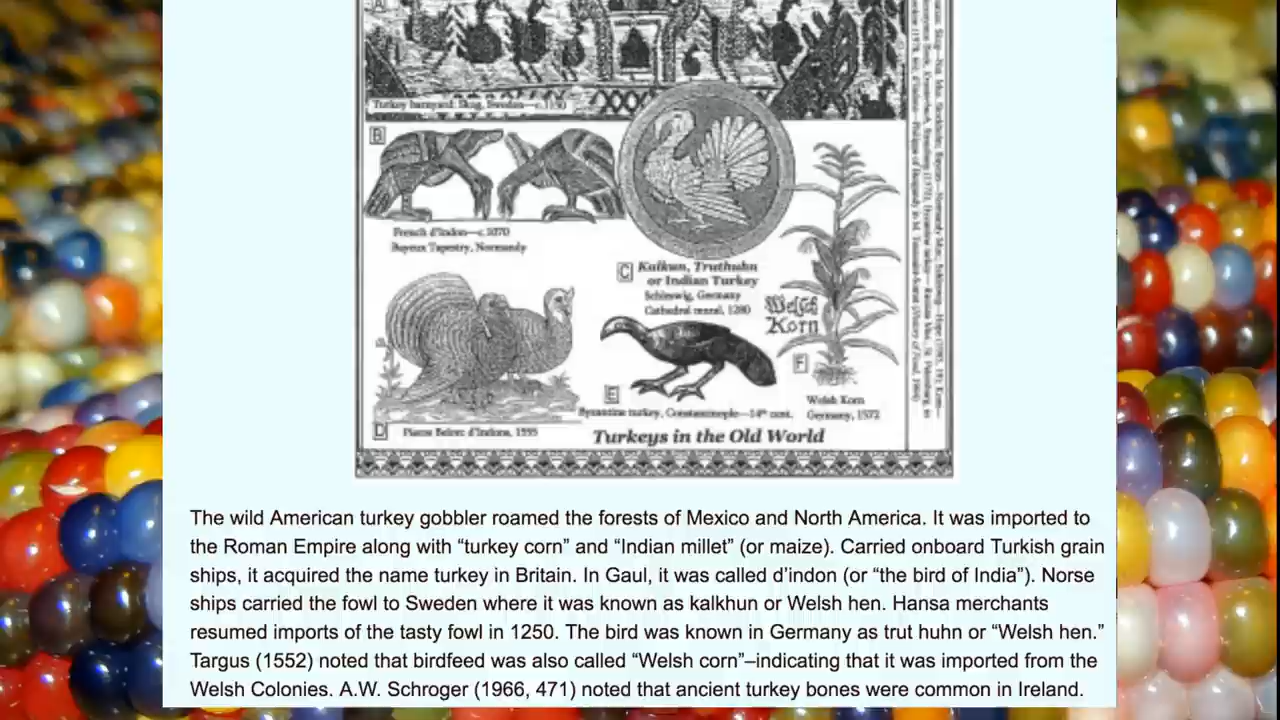 A
Turkey barnyard: Skog, Sweden—c.1150
B
French d'indon—c.1070
Bayeux Tapestry, Normandy
C Kalkun, Truthuhn
or Indian Turkey
Schleswig, Germany
Cathedral mural, 1280
Welsch
Korn
F
Welsh Korn
Germany, 1572
E
Byzantine turkey, Constantinople—14th cent.
D
Pierre Belon: d'indons, 1555
Turkeys in the Old World
The wild American turkey gobbler roamed the forests of Mexico and North America. It was imported to
the Roman Empire along with “turkey corn” and “Indian millet” (or maize). Carried onboard Turkish grain
ships, it acquired the name turkey in Britain. In Gaul, it was called d’indon (or “the bird of India”). Norse
ships carried the fowl to Sweden where it was known as kalkhun or Welsh hen. Hansa merchants
resumed imports of the tasty fowl in 1250. The bird was known in Germany as trut huhn or “Welsh hen.”
Targus (1552) noted that birdfeed was also called “Welsh corn”–indicating that it was imported from the
Welsh Colonies. A.W. Schroger (1966, 471) noted that ancient turkey bones were common in Ireland.